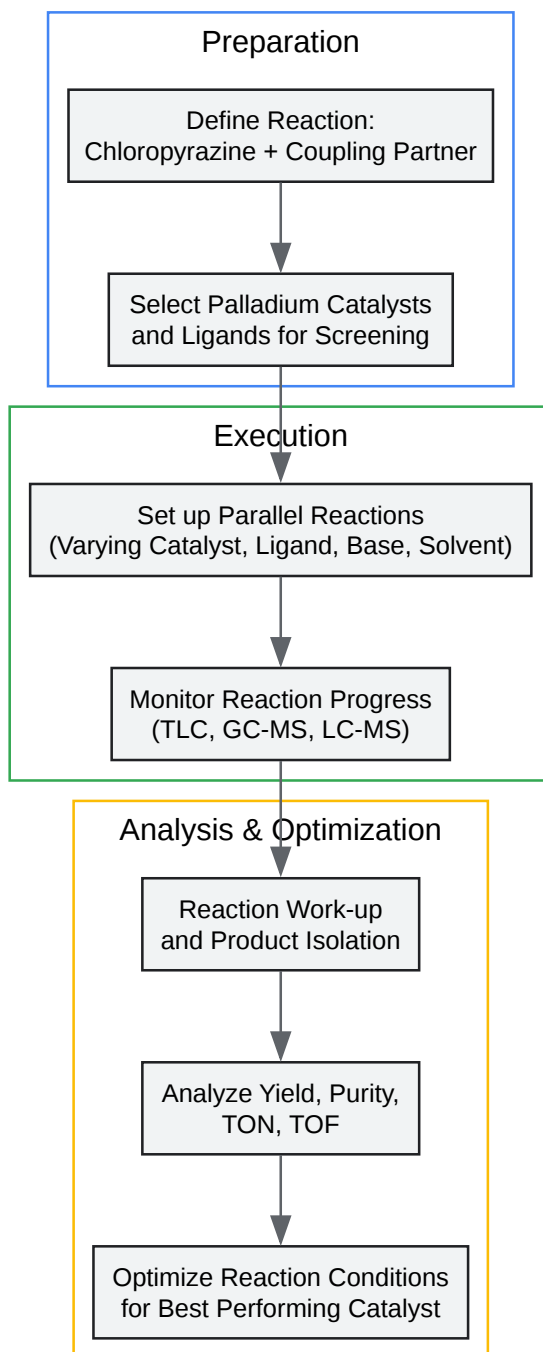 Preparation
Define Reaction:
Chloropyrazine + Coupling Partner
Select Palladium Catalysts
and Ligands for Screening
Execution
Set up Parallel Reactions
(Varying Catalyst, Ligand, Base, Solvent)
Monitor Reaction Progress
(TLC, GC-MS, LC-MS)
Analysis & Optimization
Reaction Work-up
and Product Isolation
Analyze Yield, Purity,
TON, TOF
Optimize Reaction Conditions
for Best Performing Catalyst